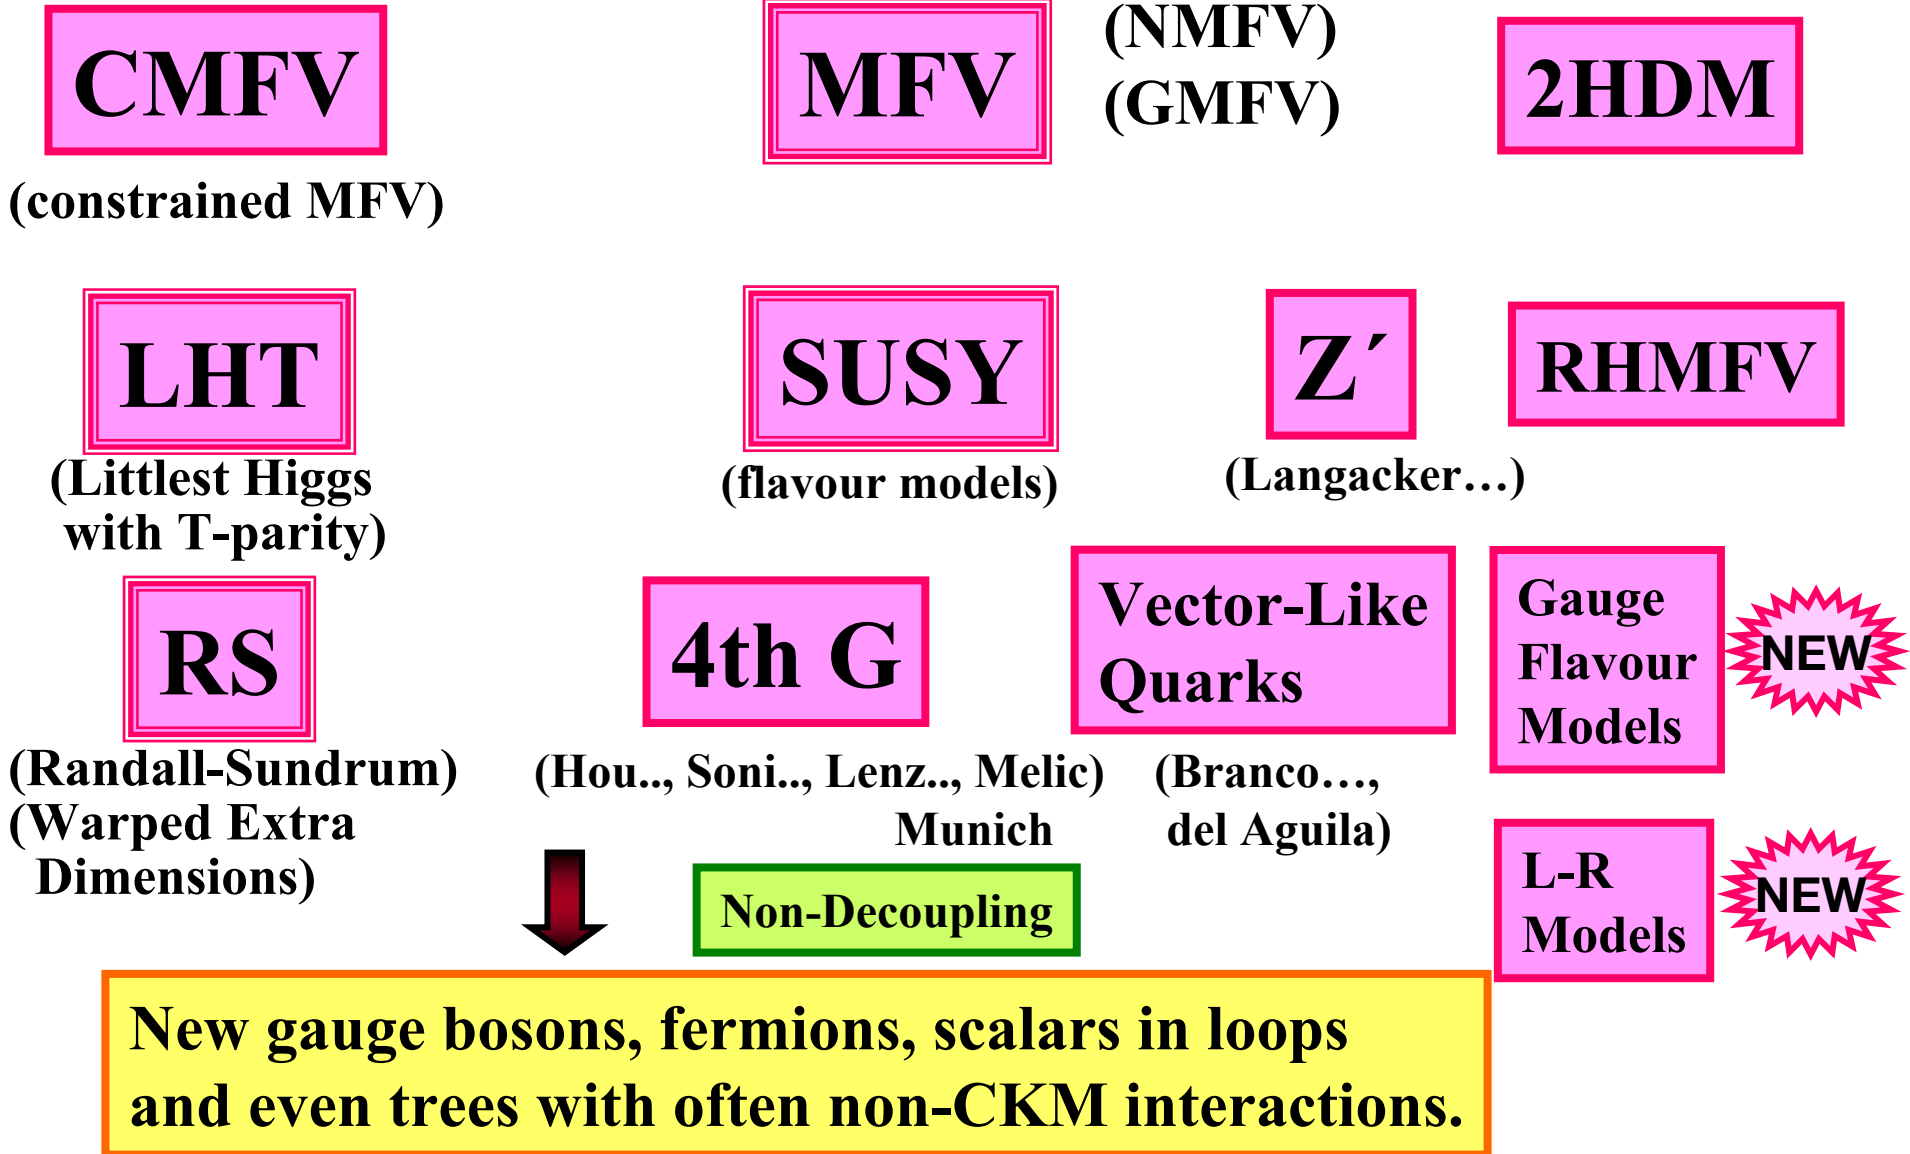 CMFV
(constrained MFV)
MFV
(NMFV)
(GMFV)
2HDM
LHT
(Littlest Higgs
with T-parity)
SUSY
(flavour models)
Z´
(Langacker…)
RHMFV
RS
(Randall-Sundrum)
(Warped Extra
Dimensions)
4th G
(Hou.., Soni.., Lenz.., Melic)
Munich
Vector-Like
Quarks
(Branco…,
del Aguila)
Gauge
Flavour
Models
NEW
Non-Decoupling
L-R
Models
NEW
New gauge bosons, fermions, scalars in loops
and even trees with often non-CKM interactions.